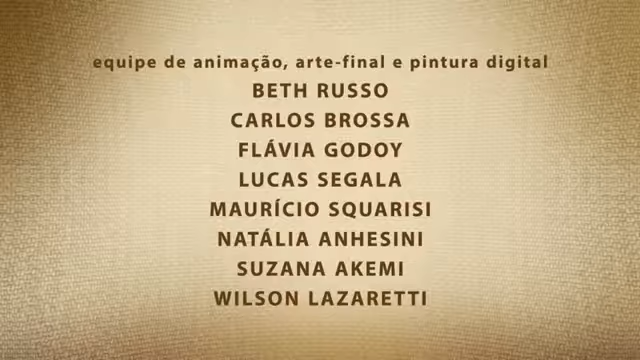 equipe de animação, arte-final e pintura digital
BETH RUSSO
CARLOS BROSSA
FLÁVIA GODOY
LUCAS SEGALA
MAURÍCIO SQUARISI
NATÁLIA ANHESINI
SUZANA AKEMI
WILSON LAZARETTI